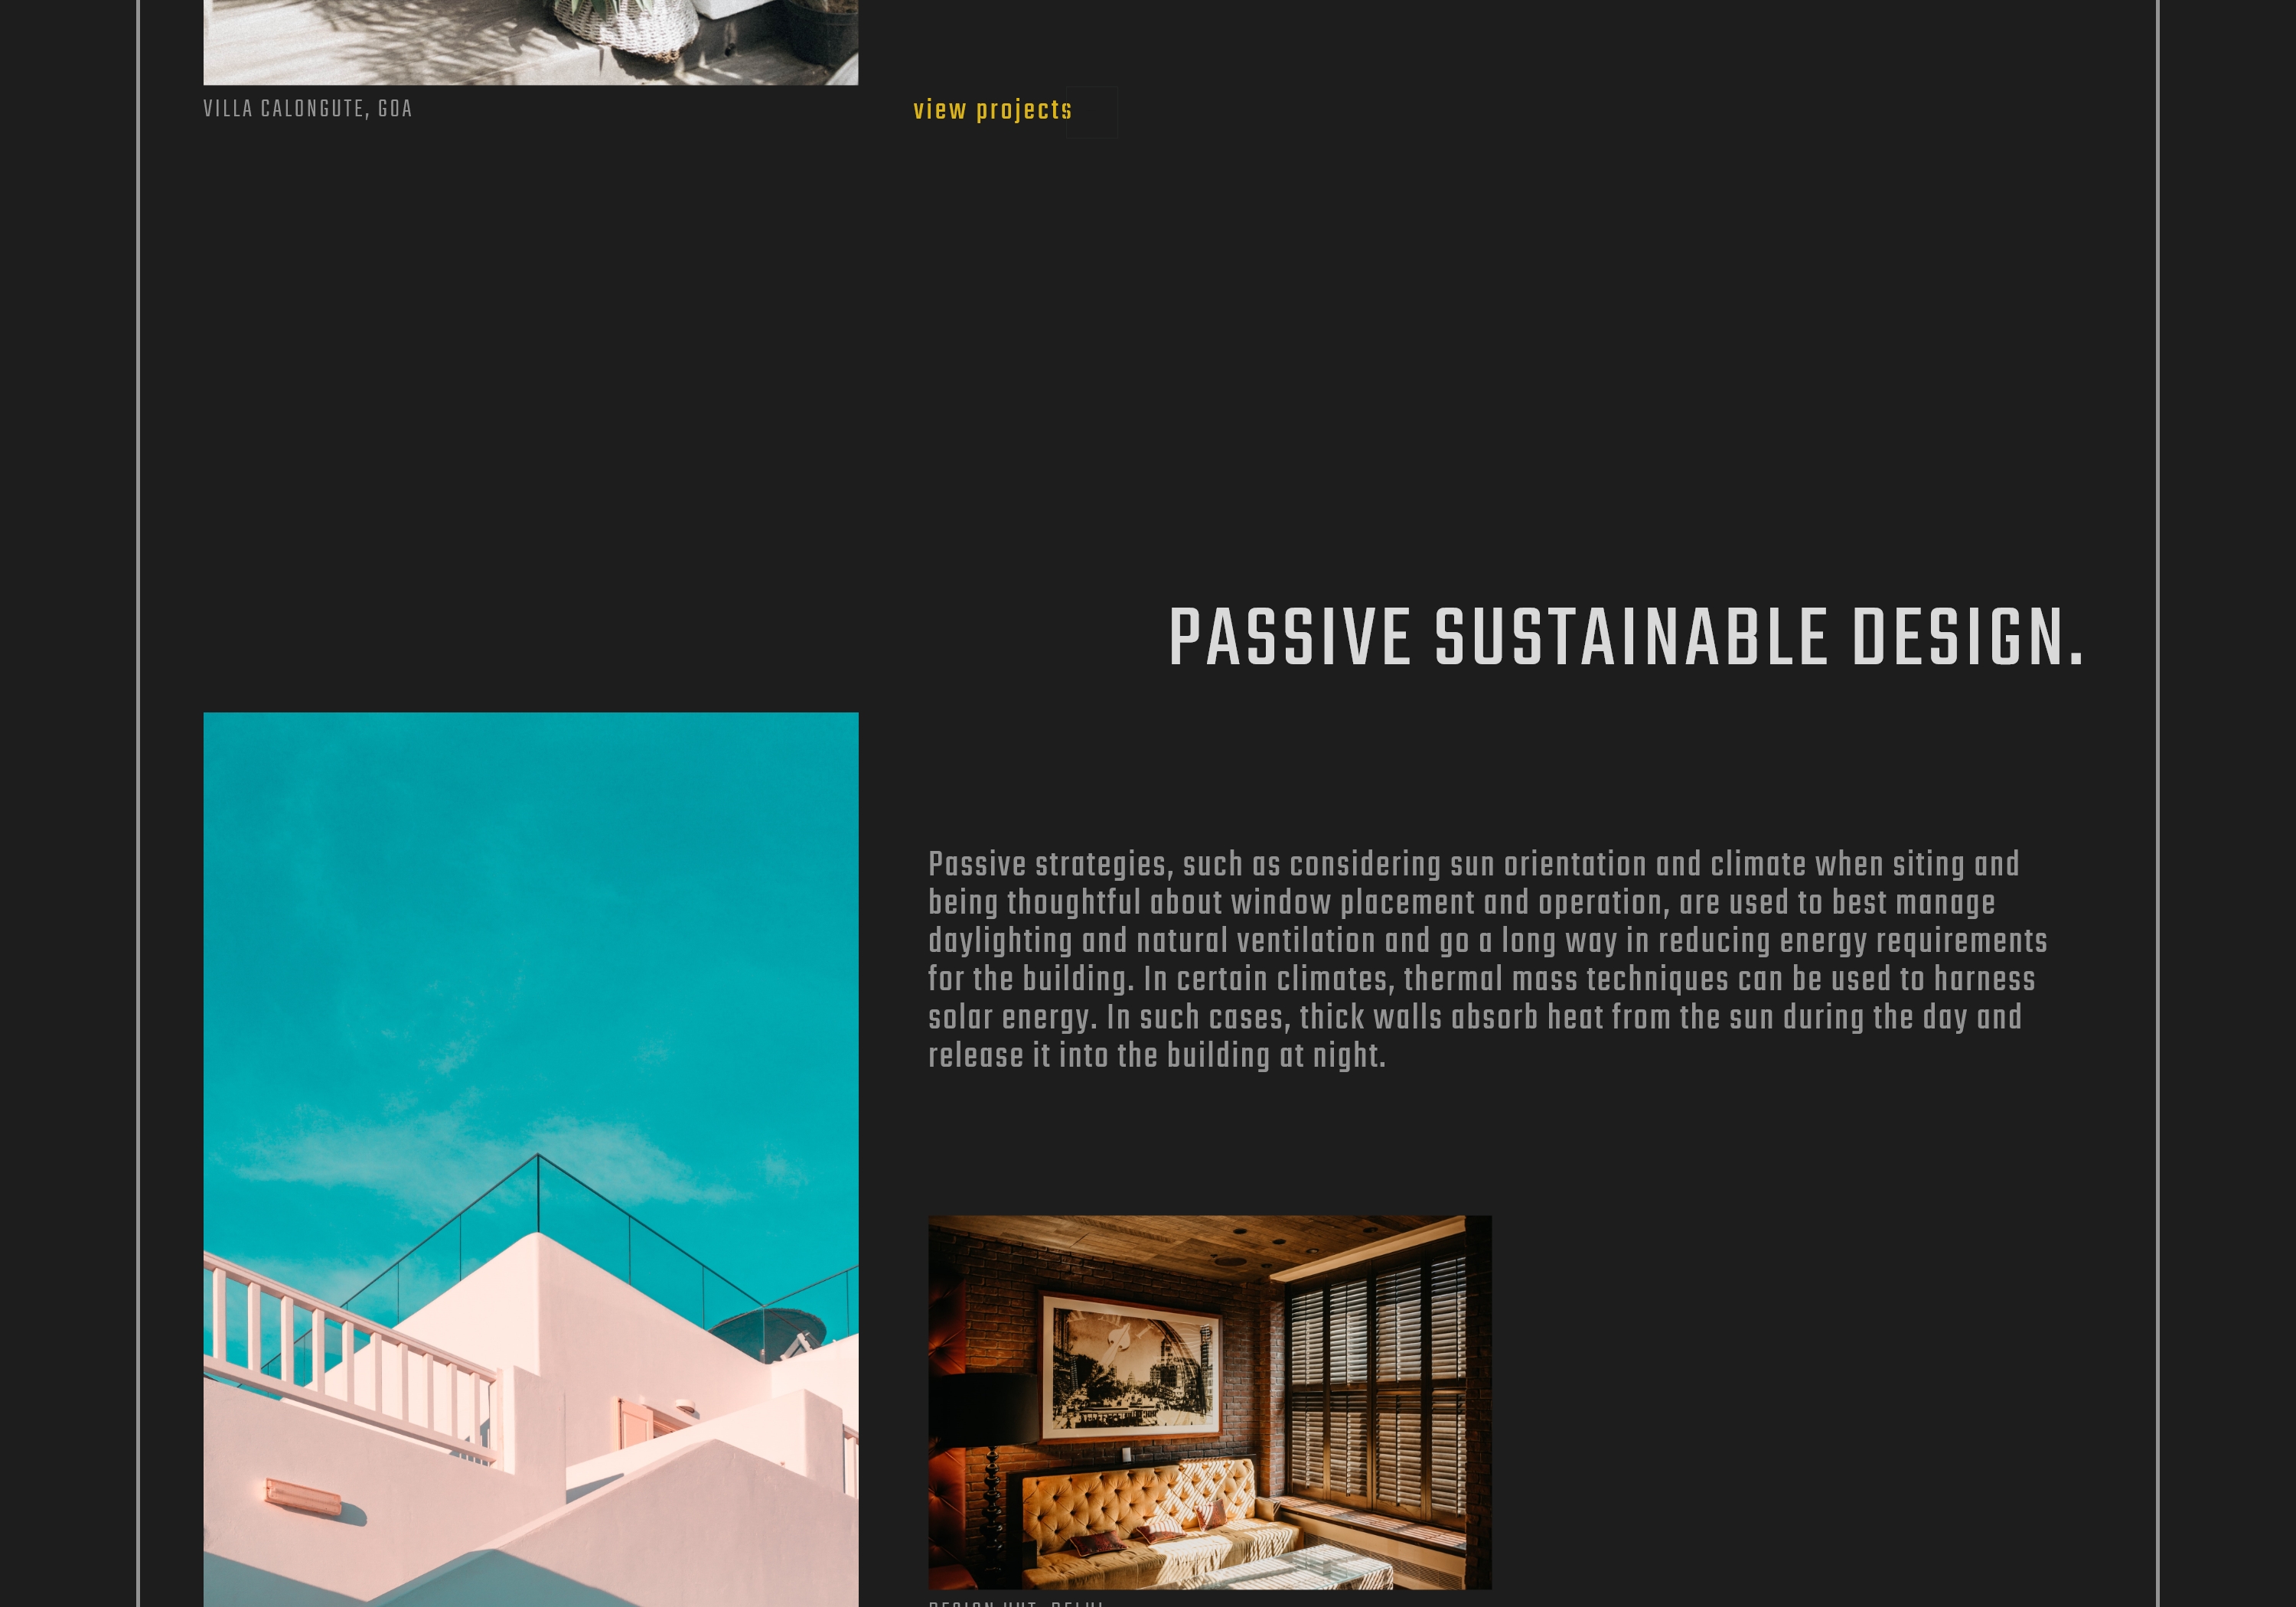 VILLA CALONGUTE, GOA
view projects
PASSIVE SUSTAINABLE DESIGN.
Passive strategies, such as considering sun orientation and climate when siting and
being thoughtful about window placement and operation, are used to best manage
daylighting and natural ventilation and go a long way in reducing energy requirements
for the building. In certain climates, thermal mass techniques can be used to harness
solar energy. In such cases, thick walls absorb heat from the sun during the day and
release it into the building at night.